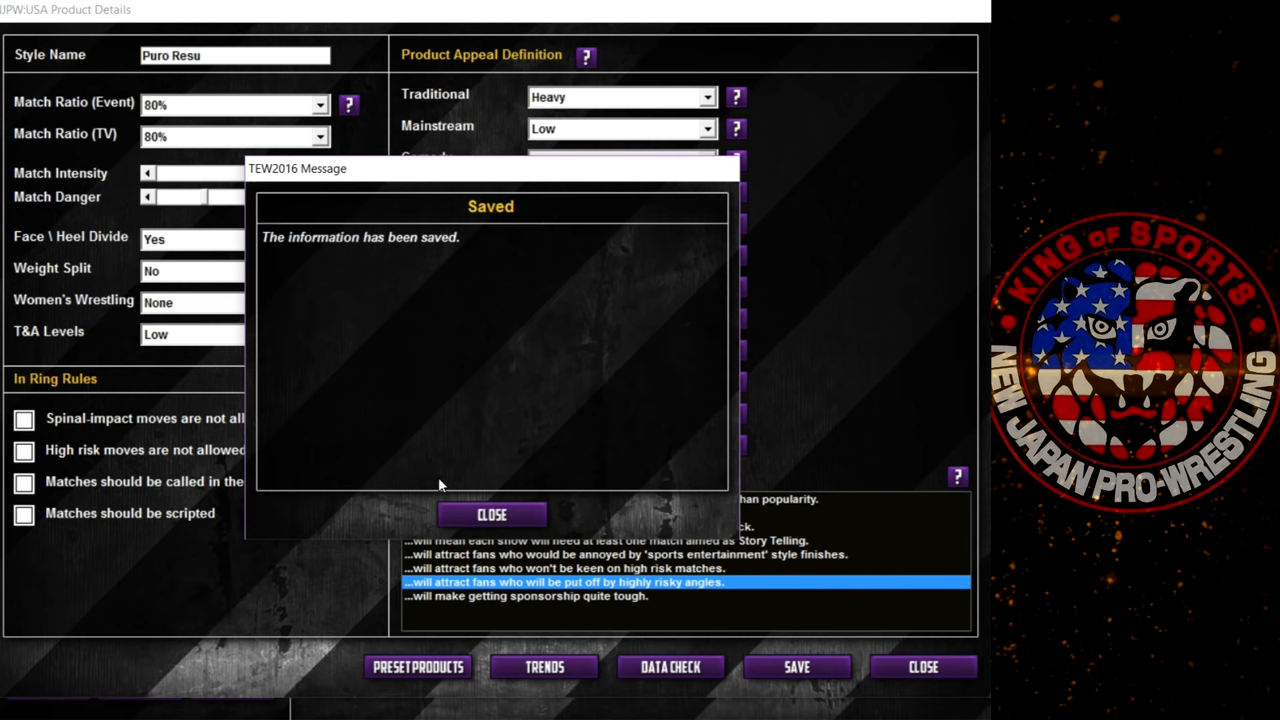 JPW:USA Product Details
Style Name
Puro Resu
Product Appeal Definition
?
Match Ratio (Event)
80%
?
Match Ratio (TV)
80%
Traditional
Heavy
?
Mainstream
Low
?
Match Intensity
Match Danger
Face \ Heel Divide
Yes
Weight Split
No
Women's Wrestling
None
T&A Levels
Low
In Ring Rules
Spinal-impact moves are not all
High risk moves are not allowed
Matches should be called in the
Matches should be scripted
TEW2016 Message
Saved
The information has been saved.
CLOSE
?
han popularity.
ck.
...will mean each show will need at least one match aimed as Story Telling.
...will attract fans who would be annoyed by 'sports entertainment' style finishes.
...will attract fans who won't be keen on high risk matches.
...will attract fans who will be put off by highly risky angles.
...will make getting sponsorship quite tough.
PRESET PRODUCTS
TRENDS
DATA CHECK
SAVE
CLOSE
KING OF SPORTS
NEW JAPAN PRO-WRESTLING